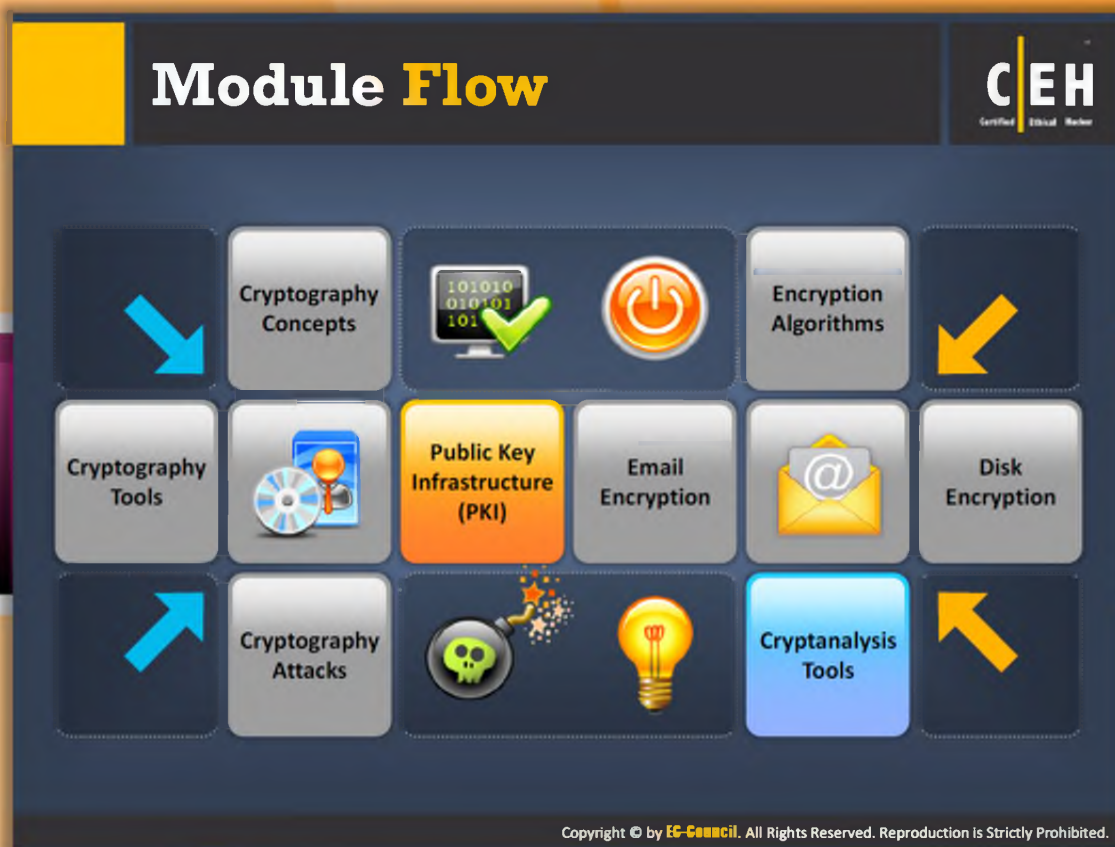 Module Flow
C|EH
Certified Ethical Hacker
Cryptography
Concepts
101010
010101
101
Encryption
Algorithms
Cryptography
Tools
Public Key
Infrastructure
(PKI)
Email
Encryption
@
Disk
Encryption
Cryptography
Attacks
Cryptanalysis
Tools
Copyright © by EC-Council. All Rights Reserved. Reproduction is Strictly Prohibited.